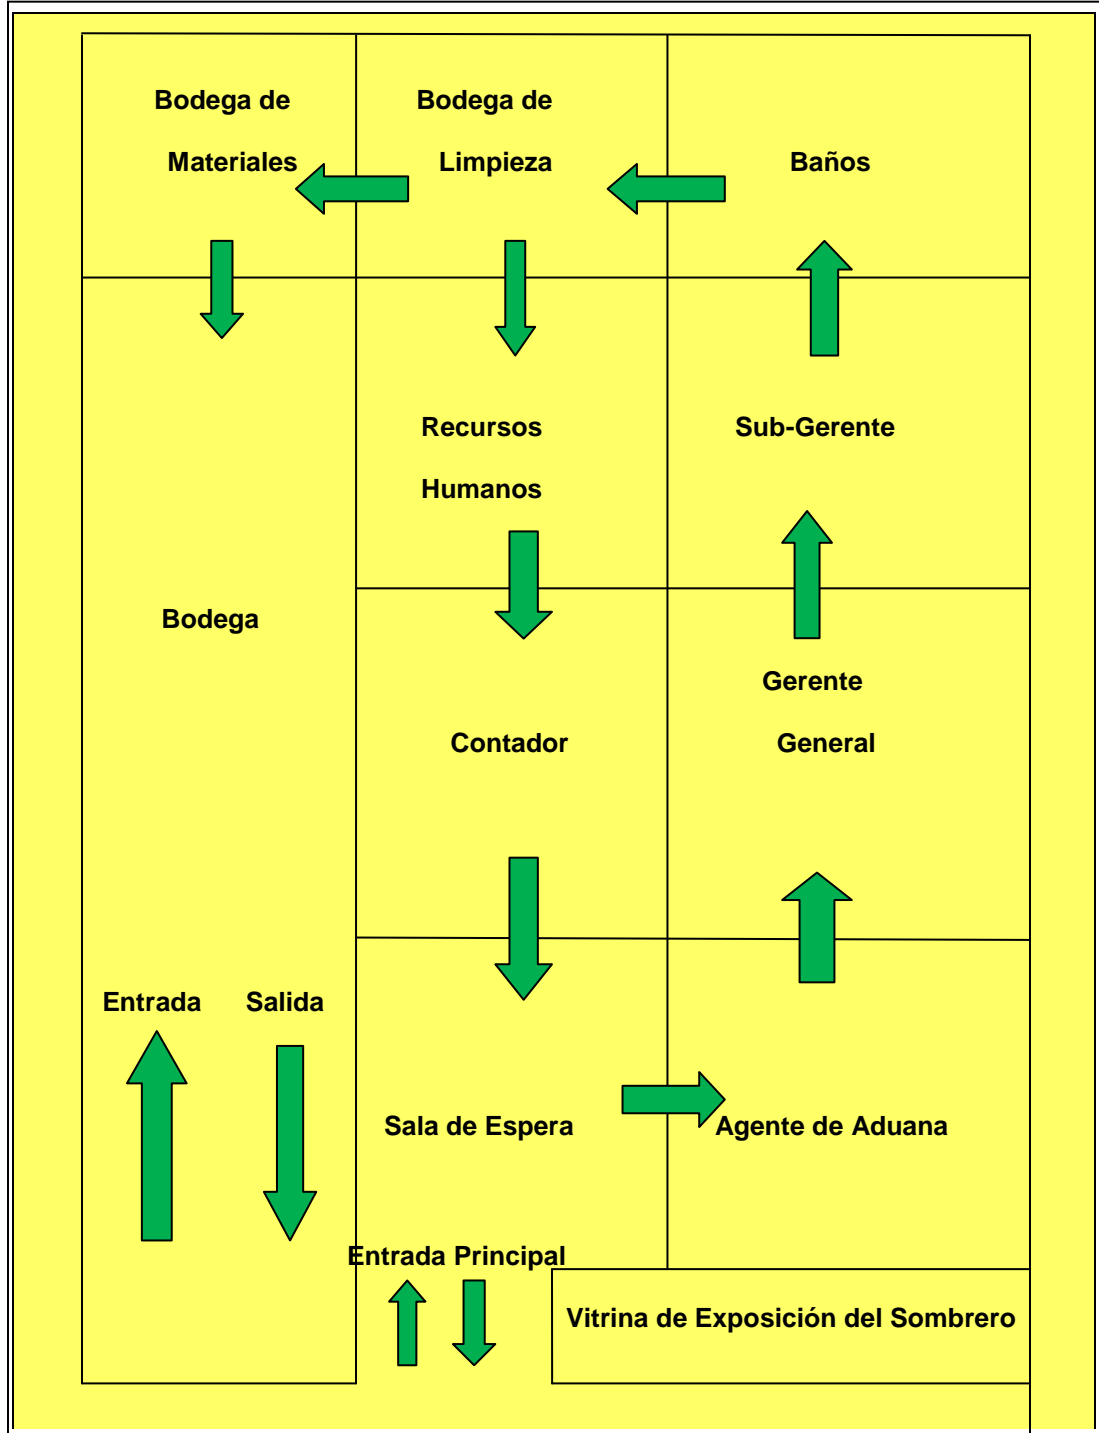 Bodega de
Materiales
Bodega de
Limpieza
Baños
Recursos
Humanos
Sub-Gerente
Bodega
Gerente
General
Contador
Entrada
Salida
Sala de Espera
Agente de Aduana
Entrada Principal
Vitrina de Exposición del Sombrero